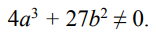 4a³ + 27b² ≠ 0.